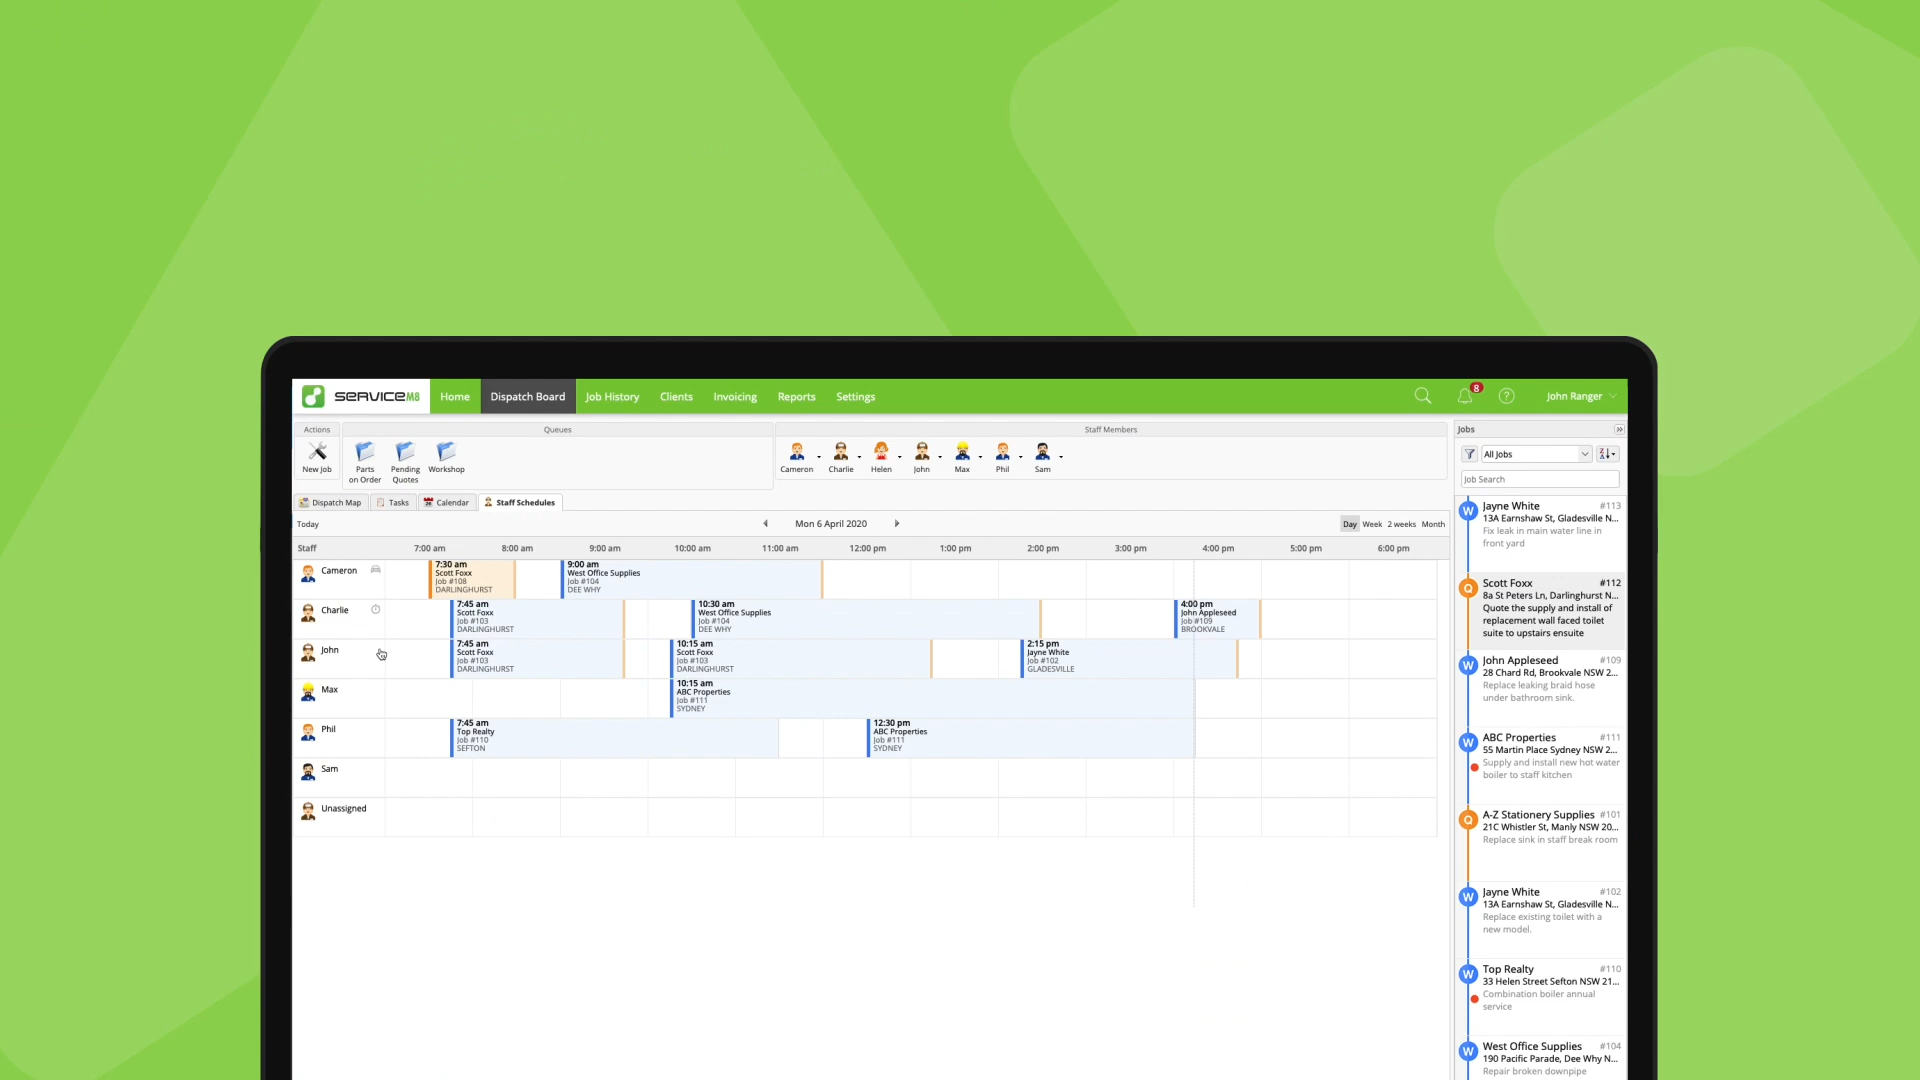 SERVICEM8
Home
Dispatch Board
Job History
Clients
Invoicing
Reports
Settings
8
?
John Ranger
Actions
Queues
Staff Members
New Job
Parts
on Order
Pending
Quotes
Workshop
Cameron
Charlie
Helen
John
Max
Phil
Sam
Dispatch Map
Tasks
Calendar
Staff Schedules
Today
Mon 6 April 2020
Day
Week
2 weeks
Month
Staff
7:00 am
8:00 am
9:00 am
10:00 am
11:00 am
12:00 pm
1:00 pm
2:00 pm
3:00 pm
4:00 pm
5:00 pm
6:00 pm
Cameron
7:30 am
Scott Foxx
Job #108
DARLINGHURST
9:00 am
West Office Supplies
Job #104
DEE WHY
Charlie
7:45 am
Scott Foxx
Job #103
DARLINGHURST
10:30 am
West Office Supplies
Job #104
DEE WHY
4:00 pm
John Appleseed
Job #109
BROOKVALE
John
7:45 am
Scott Foxx
Job #103
DARLINGHURST
10:15 am
Scott Foxx
Job #103
DARLINGHURST
2:15 pm
Jayne White
Job #102
GLADESVILLE
Max
10:15 am
ABC Properties
Job #111
SYDNEY
Phil
7:45 am
Top Realty
Job #110
SEFTON
12:30 pm
ABC Properties
Job #111
SYDNEY
Sam
Unassigned
Jobs
All Jobs
Job Search
W
Jayne White #113
13A Earnshaw St, Gladesville N...
Fix leak in main water line in
front yard
Q
Scott Foxx #112
8a St Peters Ln, Darlinghurst N...
Quote the supply and install of
replacement wall faced toilet
suite to upstairs ensuite
W
John Appleseed #109
28 Chard Rd, Brookvale NSW 2...
Replace leaking braid hose
under bathroom sink.
W
ABC Properties #111
55 Martin Place Sydney NSW 2...
Supply and install new hot water
boiler to staff kitchen
Q
A-Z Stationery Supplies #101
21C Whistler St, Manly NSW 20...
Replace sink in staff break room
W
Jayne White #102
13A Earnshaw St, Gladesville N...
Replace existing toilet with a
new model.
W
Top Realty #110
33 Helen Street Sefton NSW 21...
Combination boiler annual
service
W
West Office Supplies #104
190 Pacific Parade, Dee Why N...
Repair broken downpipe